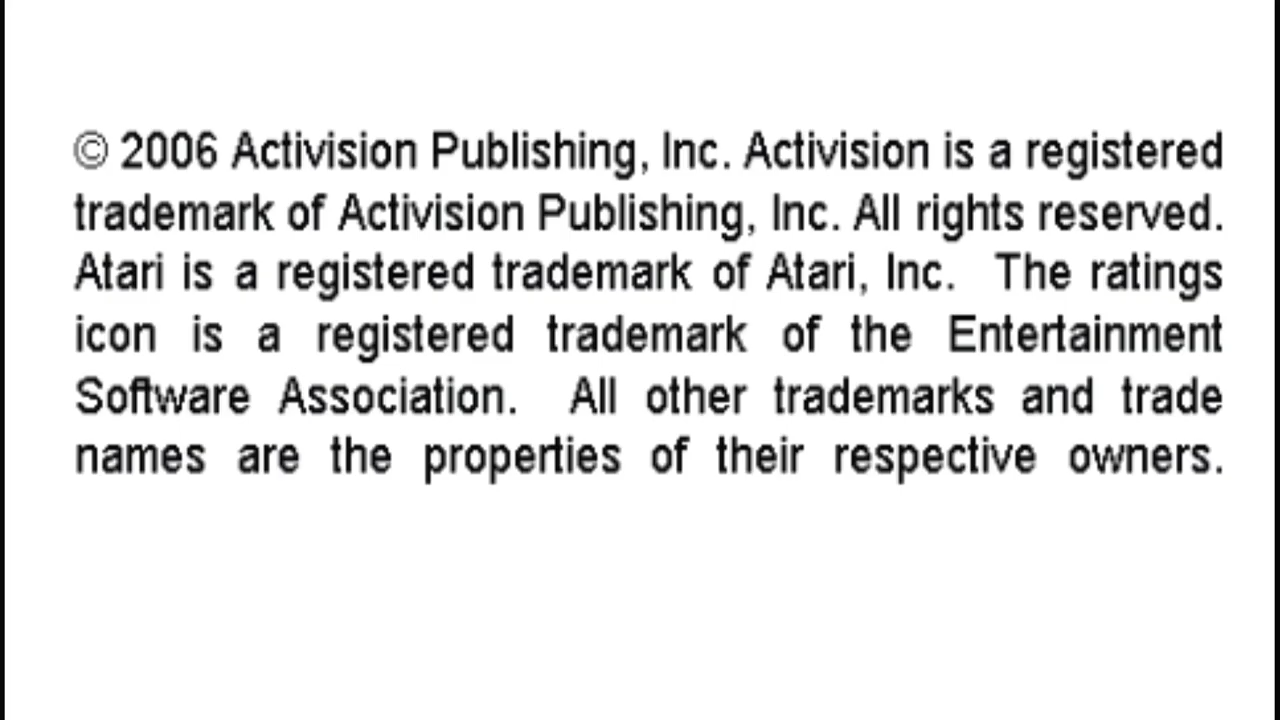 © 2006 Activision Publishing, Inc. Activision is a registered
trademark of Activision Publishing, Inc. All rights reserved.
Atari is a registered trademark of Atari, Inc.  The ratings
icon is a registered trademark of the Entertainment
Software Association.  All other trademarks and trade
names are the properties of their respective owners.